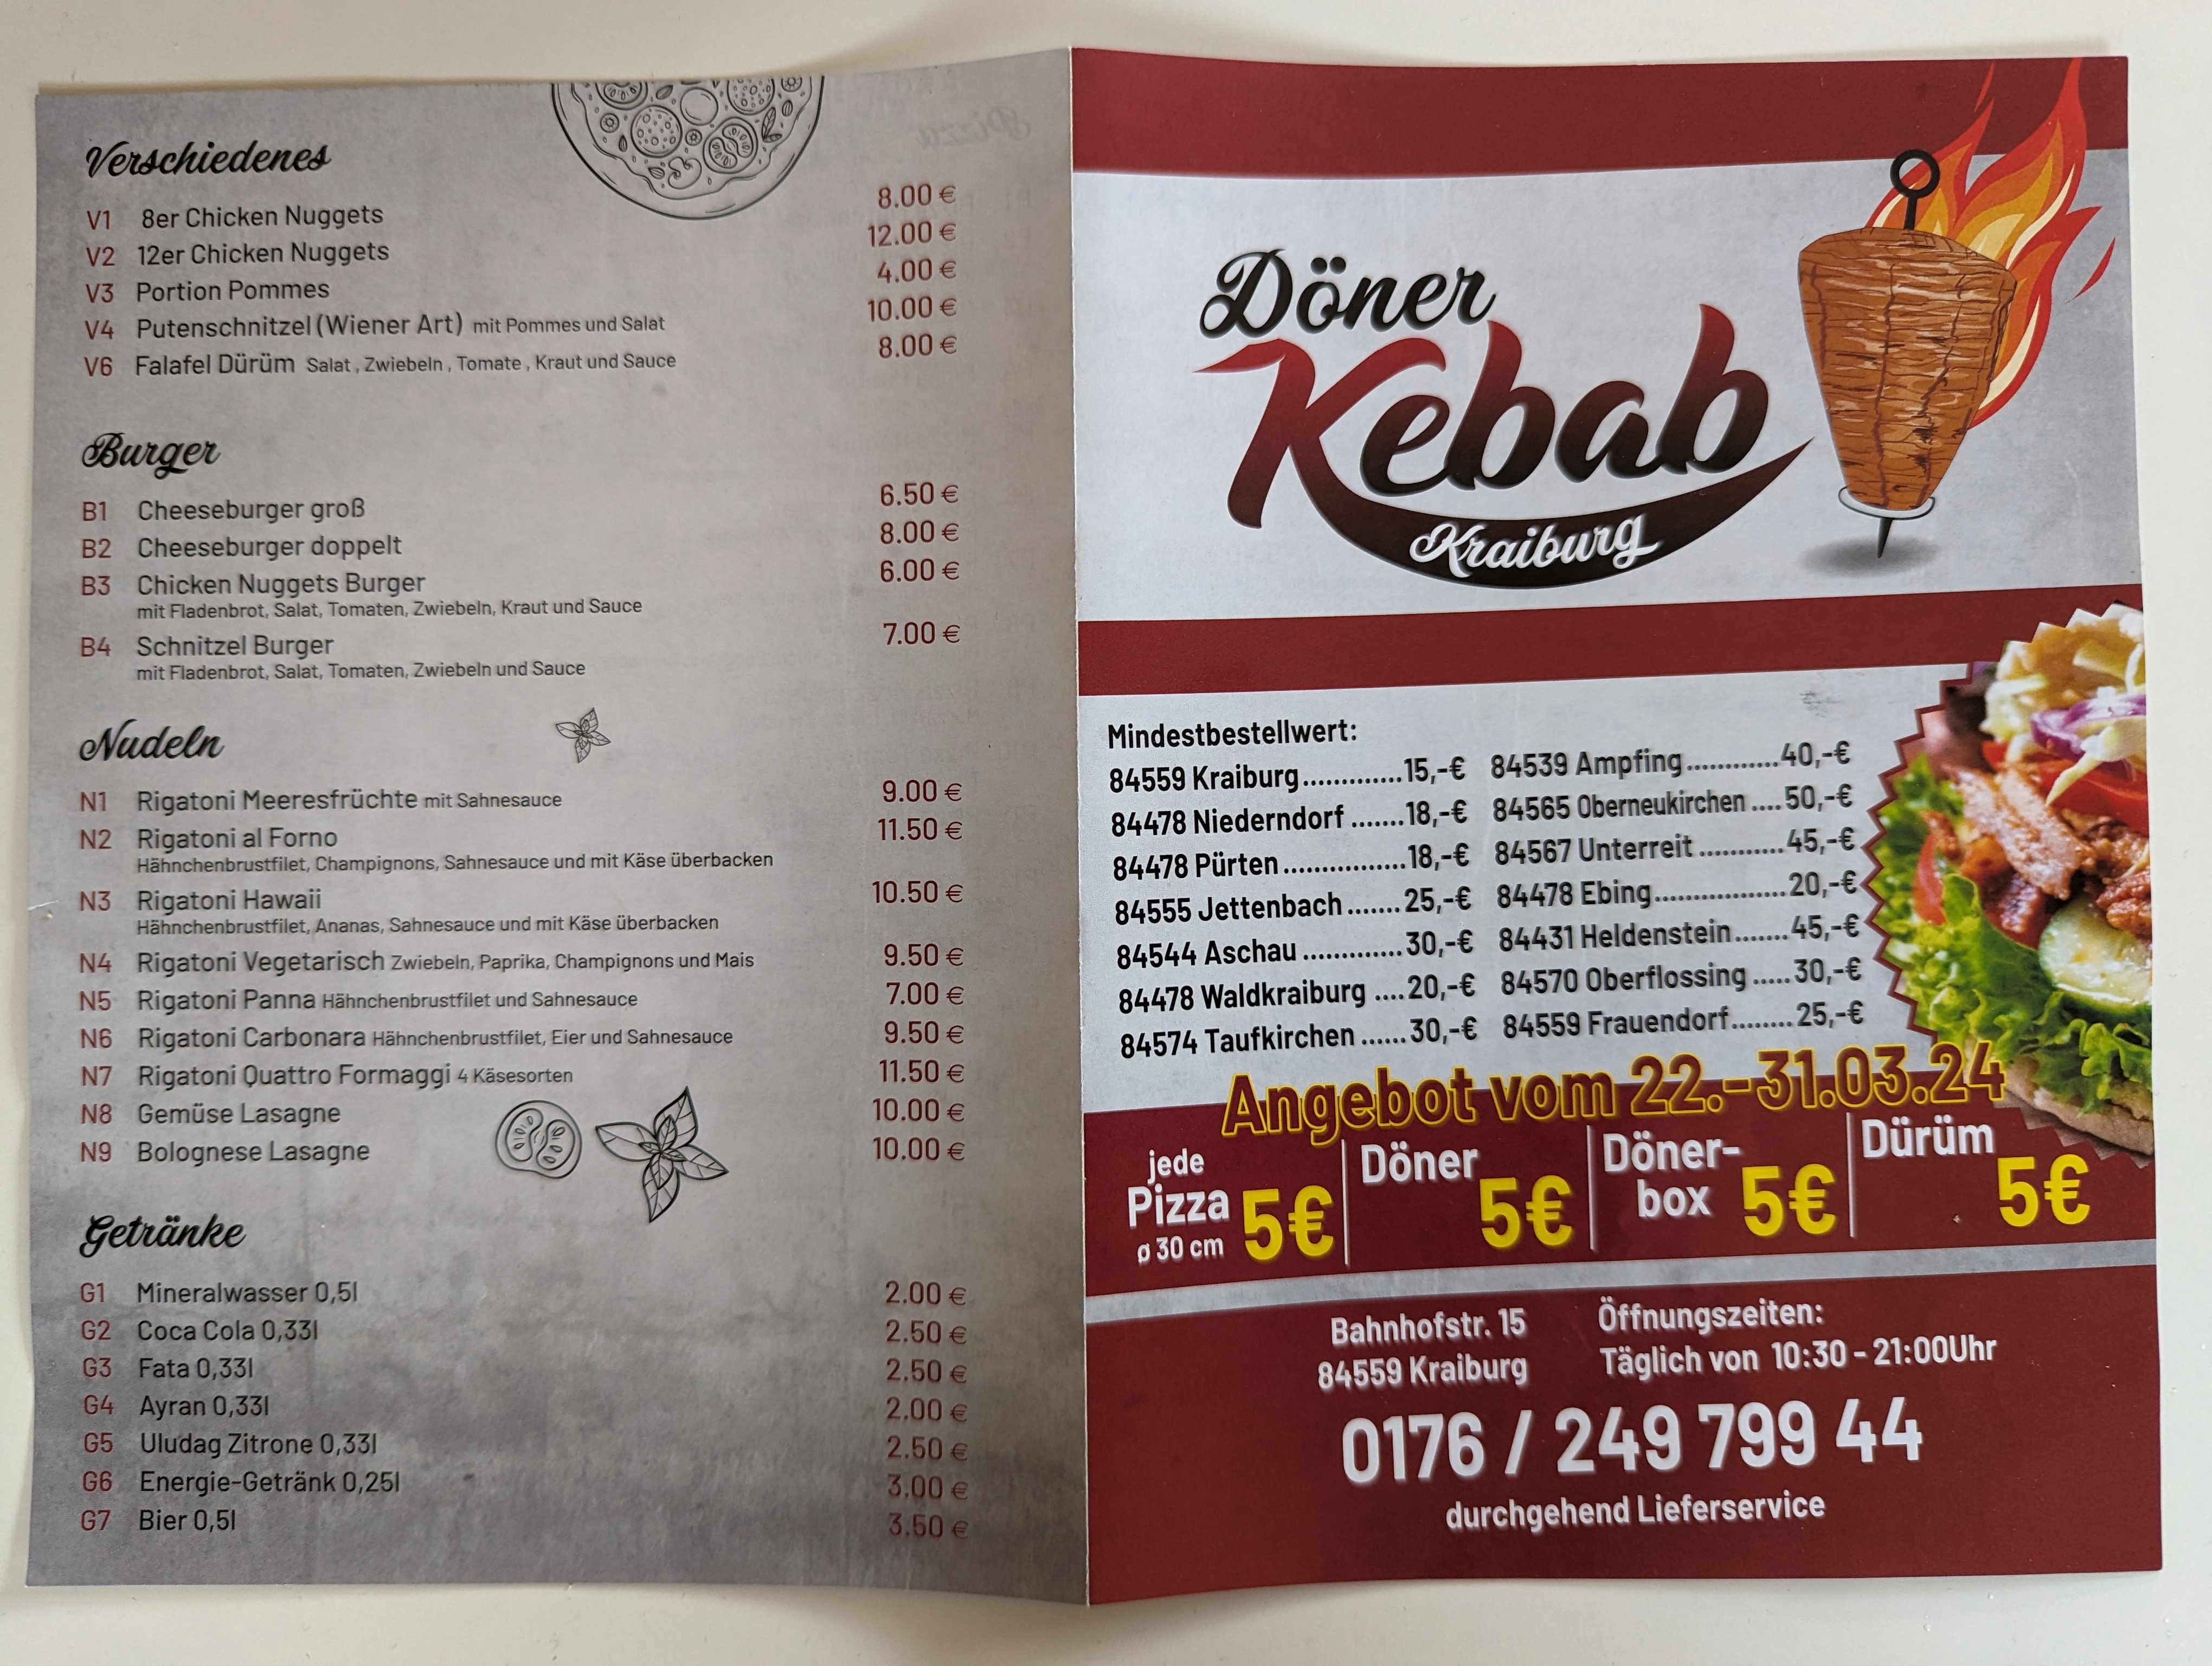 Verschiedenes
V1 8er Chicken Nuggets 8.00 €
V2 12er Chicken Nuggets 12.00 €
V3 Portion Pommes 4.00 €
V4 Putenschnitzel (Wiener Art) mit Pommes und Salat 10.00 €
V6 Falafel Dürüm Salat , Zwiebeln , Tomate , Kraut und Sauce 8.00 €
Burger
B1 Cheeseburger groß 6.50 €
B2 Cheeseburger doppelt 8.00 €
B3 Chicken Nuggets Burger 6.00 €
mit Fladenbrot, Salat, Tomaten, Zwiebeln, Kraut und Sauce
B4 Schnitzel Burger 7.00 €
mit Fladenbrot, Salat, Tomaten, Zwiebeln und Sauce
Nudeln
N1 Rigatoni Meeresfrüchte mit Sahnesauce 9.00 €
N2 Rigatoni al Forno 11.50 €
Hähnchenbrustfilet, Champignons, Sahnesauce und mit Käse überbacken
N3 Rigatoni Hawaii 10.50 €
Hähnchenbrustfilet, Ananas, Sahnesauce und mit Käse überbacken
N4 Rigatoni Vegetarisch Zwiebeln, Paprika, Champignons und Mais 9.50 €
N5 Rigatoni Panna Hähnchenbrustfilet und Sahnesauce 7.00 €
N6 Rigatoni Carbonara Hähnchenbrustfilet, Eier und Sahnesauce 9.50 €
N7 Rigatoni Quattro Formaggi 4 Käsesorten 11.50 €
N8 Gemüse Lasagne 10.00 €
N9 Bolognese Lasagne 10.00 €
Getränke
G1 Mineralwasser 0,5l 2.00 €
G2 Coca Cola 0,33l 2.50 €
G3 Fata 0,33l 2.50 €
G4 Ayran 0,33l 2.00 €
G5 Uludag Zitrone 0,33l 2.50 €
G6 Energie-Getränk 0,25l 3.00 €
G7 Bier 0,5l 3.50 €
Döner
Kebab
Kraiburg
Mindestbestellwert:
84559 Kraiburg.............15,-€ 84539 Ampfing............40,-€
84478 Niederndorf .......18,-€ 84565 Oberneukirchen ....50,-€
84478 Pürten................18,-€ 84567 Unterreit ...........45,-€
84555 Jettenbach.......25,-€ 84478 Ebing.................20,-€
84544 Aschau .............30,-€ 84431 Heldenstein.......45,-€
84478 Waldkraiburg ....20,-€ 84570 Oberflossing .....30,-€
84574 Taufkirchen ......30,-€ 84559 Frauendorf........25,-€
Angebot vom 22.-31.03.24
jede Pizza ø 30 cm 5€
Döner 5€
Döner-
box 5€
Dürüm 5€
Bahnhofstr. 15
84559 Kraiburg
Öffnungszeiten:
Täglich von 10:30 - 21:00Uhr
0176 / 249 799 44
durchgehend Lieferservice